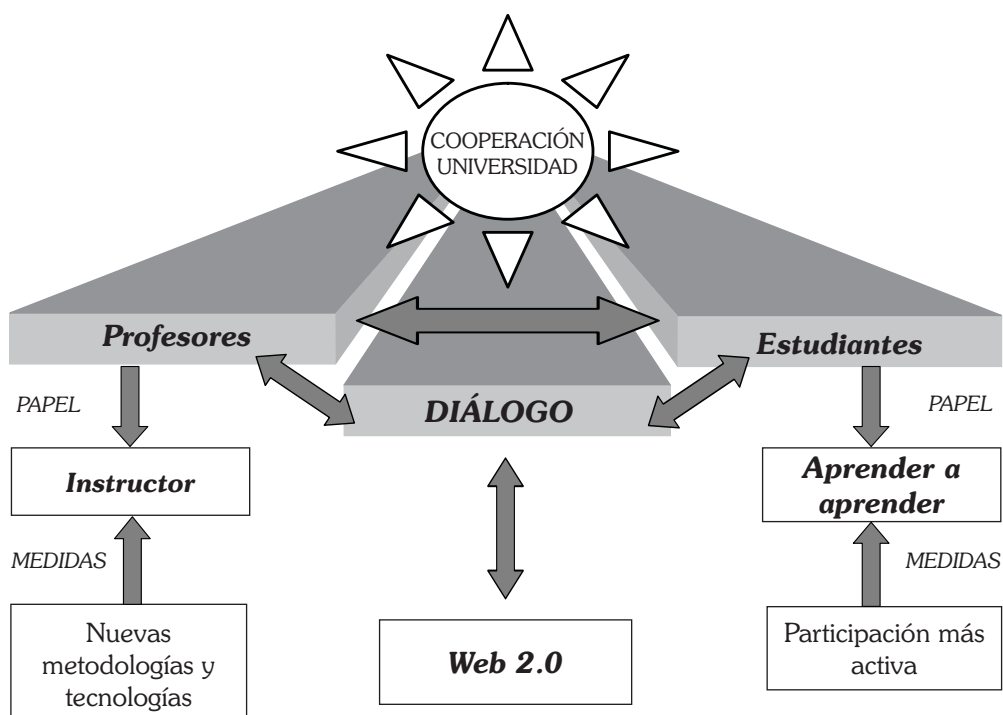 COOPERACIÓN
UNIVERSIDAD
Profesores
Estudiantes
DIÁLOGO
PAPEL
PAPEL
Instructor
Aprender a
aprender
MEDIDAS
MEDIDAS
Nuevas
metodologías y
tecnologías
Web 2.0
Participación más
activa